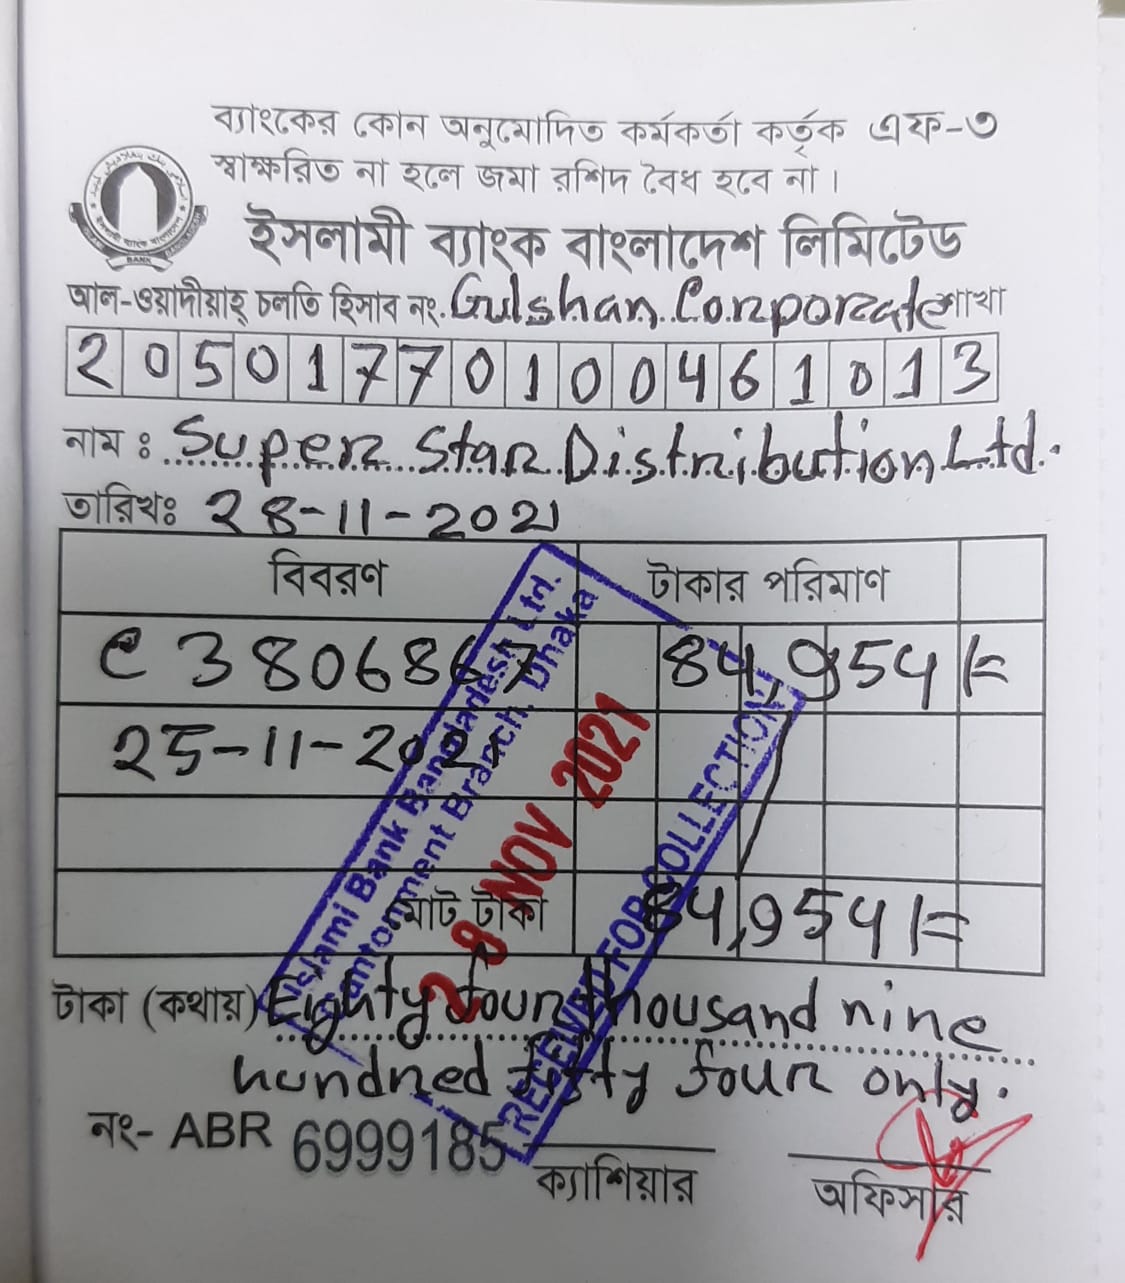 ব্যাংকের কোন অনুমোদিত কর্মকর্তা কর্তৃক এফ-৩
স্বাক্ষরিত না হলে জমা রশিদ বৈধ হবে না।
ইসলামী ব্যাংক বাংলাদেশ লিমিটেড
আল-ওয়াদীয়াহ্ চলতি হিসাব নং. Gulshan Corporate শাখা
2 0 5 0 1 7 7 0 1 0 0 4 6 1 0 1 3
নাম : Super Star Distribution Ltd.
তারিখঃ 28-11-2021
বিবরণ টাকার পরিমাণ
C 3806867 84,954/=
25-11-2021
মোট টাকা 84,954/=
Islami Bank Bangladesh Ltd.
Cantonment Branch, Dhaka
28 NOV 2021
RECEIVED FOR COLLECTION
টাকা (কথায়) Eighty four thousand nine
hundred fifty four only.
নং- ABR 6999185
ক্যাশিয়ার অফিসার